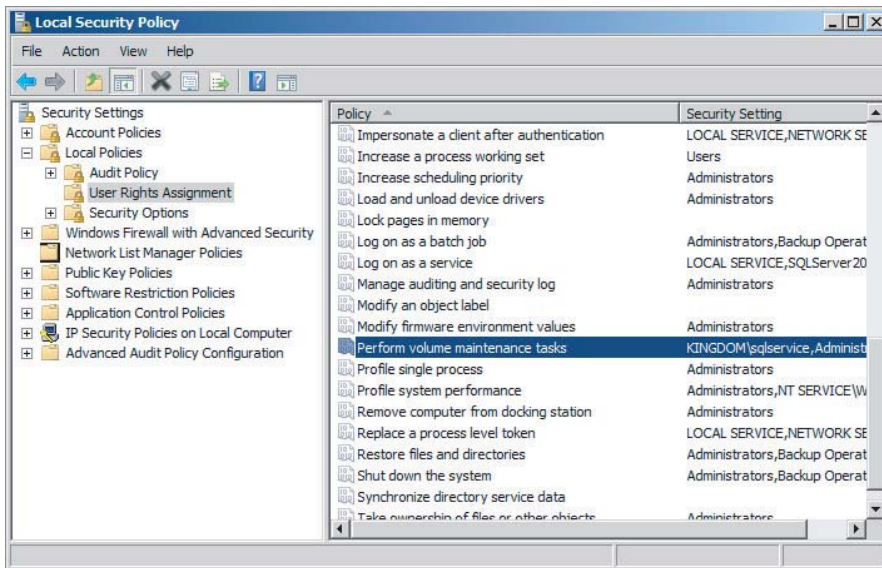 Local Security Policy
File Action View Help
Security Settings
Account Policies
Local Policies
Audit Policy
User Rights Assignment
Security Options
Windows Firewall with Advanced Security
Network List Manager Policies
Public Key Policies
Software Restriction Policies
Application Control Policies
IP Security Policies on Local Computer
Advanced Audit Policy Configuration
Policy Security Setting
Impersonate a client after authentication LOCAL SERVICE,NETWORK SE
Increase a process working set Users
Increase scheduling priority Administrators
Load and unload device drivers Administrators
Lock pages in memory
Log on as a batch job Administrators,Backup Operat
Log on as a service LOCAL SERVICE,SQLServer20
Manage auditing and security log Administrators
Modify an object label
Modify firmware environment values Administrators
Perform volume maintenance tasks KINGDOM\sqlservice,Administ
Profile single process Administrators
Profile system performance Administrators,NT SERVICE\W
Remove computer from docking station Administrators
Replace a process level token LOCAL SERVICE,NETWORK SE
Restore files and directories Administrators,Backup Operat
Shut down the system Administrators,Backup Operat
Synchronize directory service data
Take ownership of files or other objects Administrators